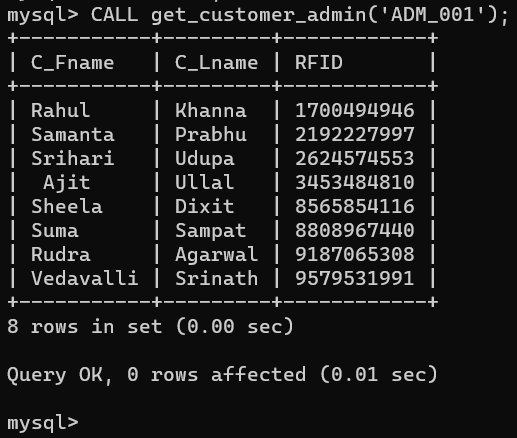 mysql> CALL get_customer_admin('ADM_001');
+-----------+---------+------------+
| C_Fname   | C_Lname | RFID       |
+-----------+---------+------------+
| Rahul     | Khanna  | 1700494946 |
| Samanta   | Prabhu  | 2192227997 |
| Srihari   | Udupa   | 2624574553 |
|  Ajit     | Ullal   | 3453484810 |
| Sheela    | Dixit   | 8565854116 |
| Suma      | Sampat  | 8808967440 |
| Rudra     | Agarwal | 9187065308 |
| Vedavalli | Srinath | 9579531991 |
+-----------+---------+------------+
8 rows in set (0.00 sec)

Query OK, 0 rows affected (0.01 sec)

mysql>